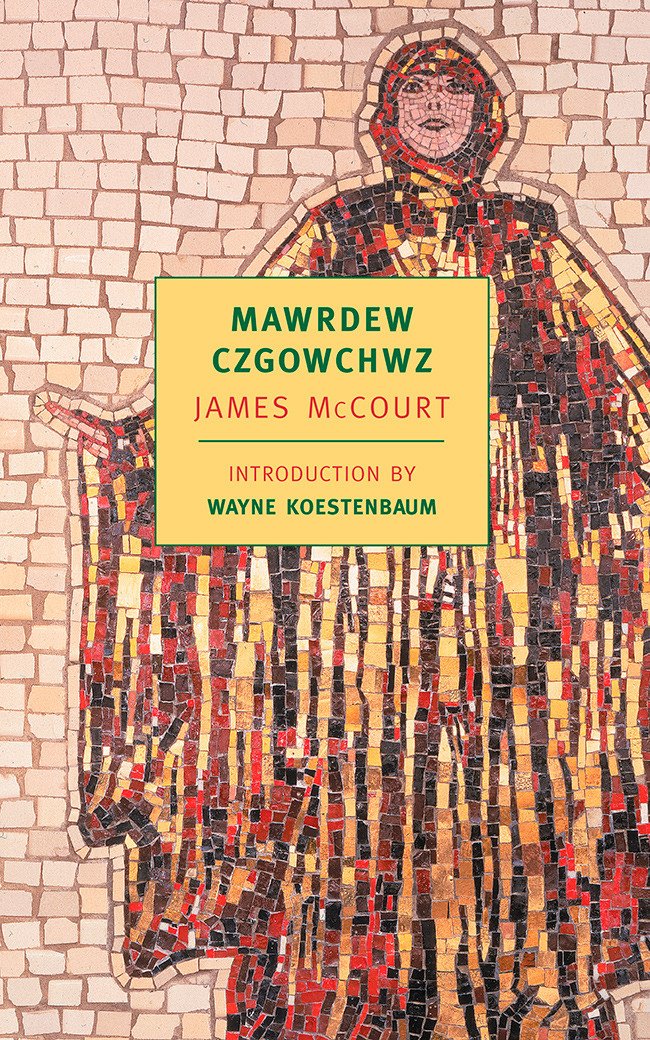 MAWRDEW
CZGOWCHWZ
JAMES McCOURT
INTRODUCTION BY
WAYNE KOESTENBAUM